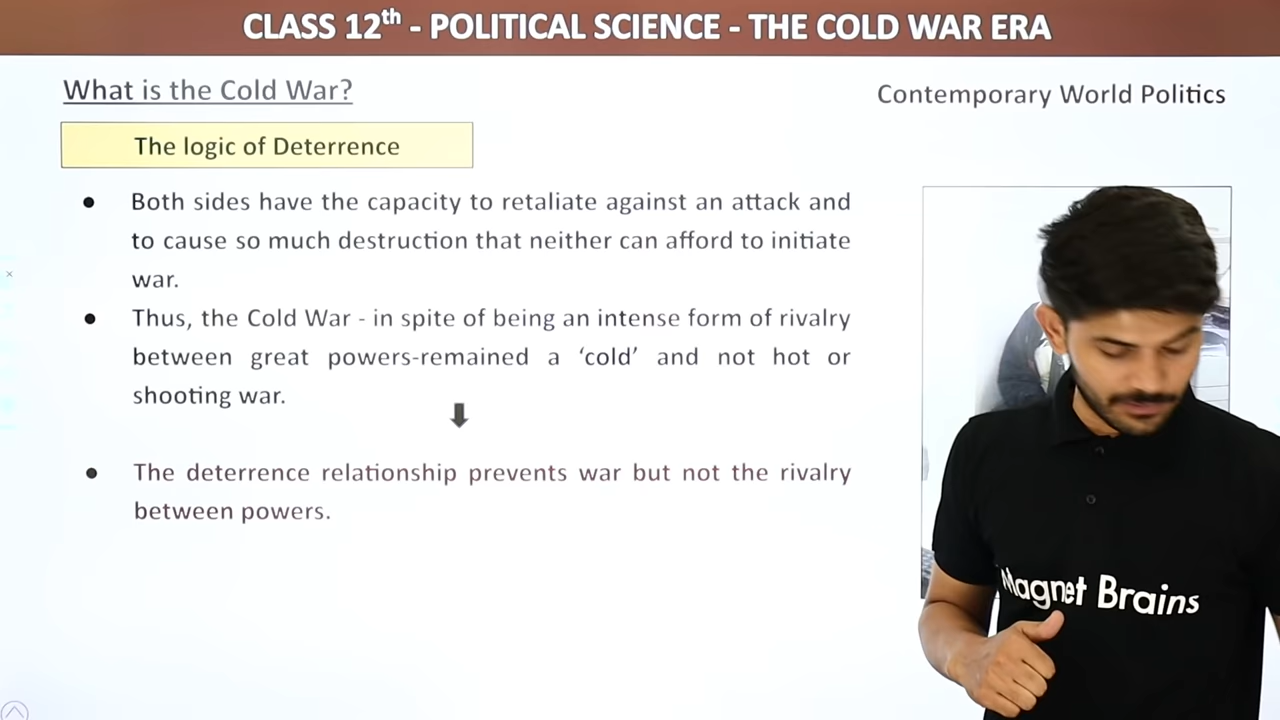 CLASS 12th - POLITICAL SCIENCE - THE COLD WAR ERA
What is the Cold War?
Contemporary World Politics
The logic of Deterrence
● Both sides have the capacity to retaliate against an attack and
to cause so much destruction that neither can afford to initiate
war.
● Thus, the Cold War - in spite of being an intense form of rivalry
between great powers-remained a ‘cold’ and not hot or
shooting war.
● The deterrence relationship prevents war but not the rivalry
between powers.
Magnet Brains